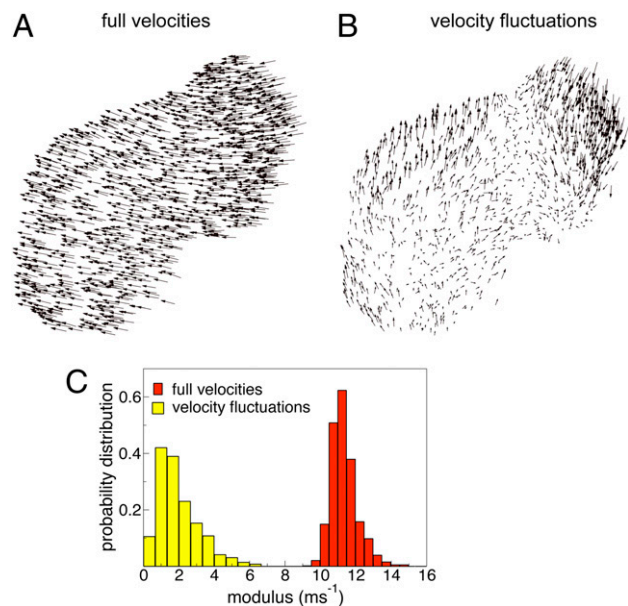 A full velocities
B velocity fluctuations
C
full velocities
velocity fluctuations
probability distribution
0.6
0.4
0.2
0 2 4 6 8 10 12 14 16
modulus (ms⁻¹)